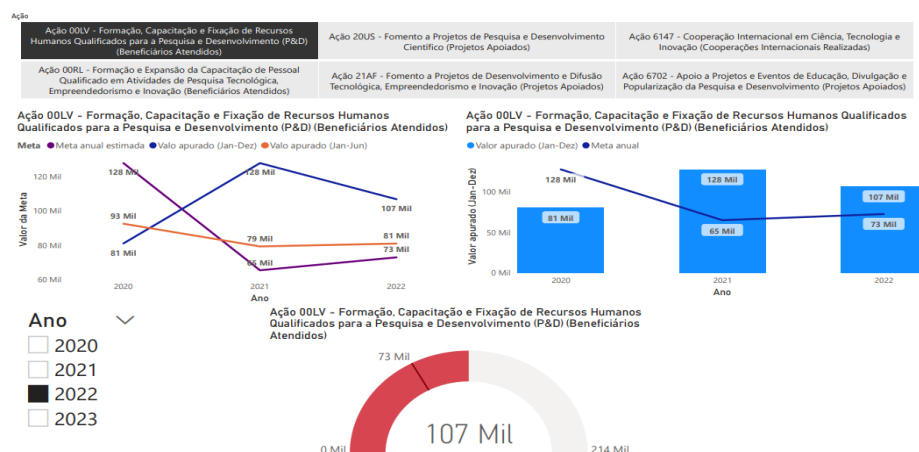 Ação
Ação 00LV - Formação, Capacitação e Fixação de Recursos
Humanos Qualificados para a Pesquisa e Desenvolvimento (P&D)
(Beneficiários Atendidos)
Ação 20US - Fomento a Projetos de Pesquisa e Desenvolvimento
Científico (Projetos Apoiados)
Ação 6147 - Cooperação Internacional em Ciência, Tecnologia e
Inovação (Cooperações Internacionais Realizadas)
Ação 00RL - Formação e Expansão da Capacitação de Pessoal
Qualificado em Atividades de Pesquisa Tecnológica,
Empreendedorismo e Inovação (Beneficiários Atendidos)
Ação 21AF - Fomento a Projetos de Desenvolvimento e Difusão
Tecnológica, Empreendedorismo e Inovação (Projetos Apoiados)
Ação 6702 - Apoio a Projetos e Eventos de Educação, Divulgação e
Popularização da Pesquisa e Desenvolvimento (Projetos Apoiados)
Ação 00LV - Formação, Capacitação e Fixação de Recursos Humanos
Qualificados para a Pesquisa e Desenvolvimento (P&D) (Beneficiários Atendidos)
Meta Meta anual estimada Valo apurado (Jan-Dez) Valo apurado (Jan-Jun)
Valor da Meta
120 Mil
100 Mil
80 Mil
60 Mil
128 Mil
128 Mil
107 Mil
93 Mil
79 Mil
81 Mil
81 Mil
65 Mil
73 Mil
2020
2021
2022
Ano
Ação 00LV - Formação, Capacitação e Fixação de Recursos Humanos Qualificados
para a Pesquisa e Desenvolvimento (P&D) (Beneficiários Atendidos)
Valor apurado (Jan-Dez) Meta anual
Valor apurado (Jan-Dez)
100 Mil
50 Mil
0 Mil
128 Mil
128 Mil
107 Mil
81 Mil
65 Mil
73 Mil
2020
2021
2022
Ano
Ano
2020
2021
2022
2023
Ação 00LV - Formação, Capacitação e Fixação de Recursos Humanos
Qualificados para a Pesquisa e Desenvolvimento (P&D) (Beneficiários
Atendidos)
73 Mil
107 Mil
0 Mil
214 Mil